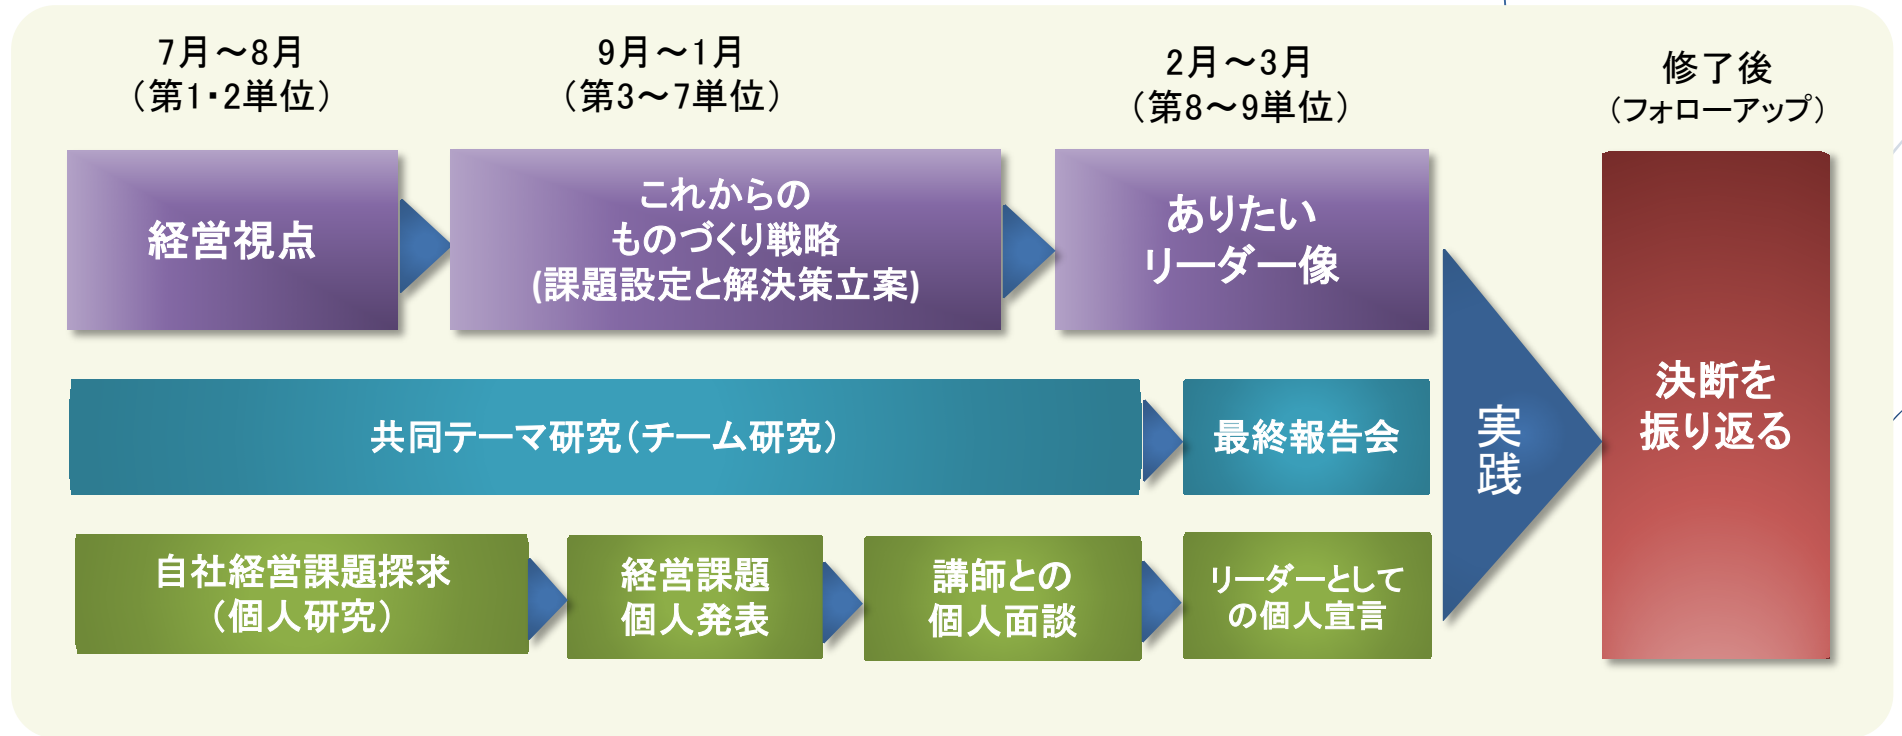 7月～8月
（第1・2単位）
9月～1月
（第3～7単位）
2月～3月
（第8～9単位）
修了後
（フォローアップ）
経営視点
これからの
ものづくり戦略
(課題設定と解決策立案)
ありたい
リーダー像
共同テーマ研究（チーム研究）
最終報告会
自社経営課題探求
（個人研究）
経営課題
個人発表
講師との
個人面談
リーダーとして
の個人宣言
実践
決断を
振り返る